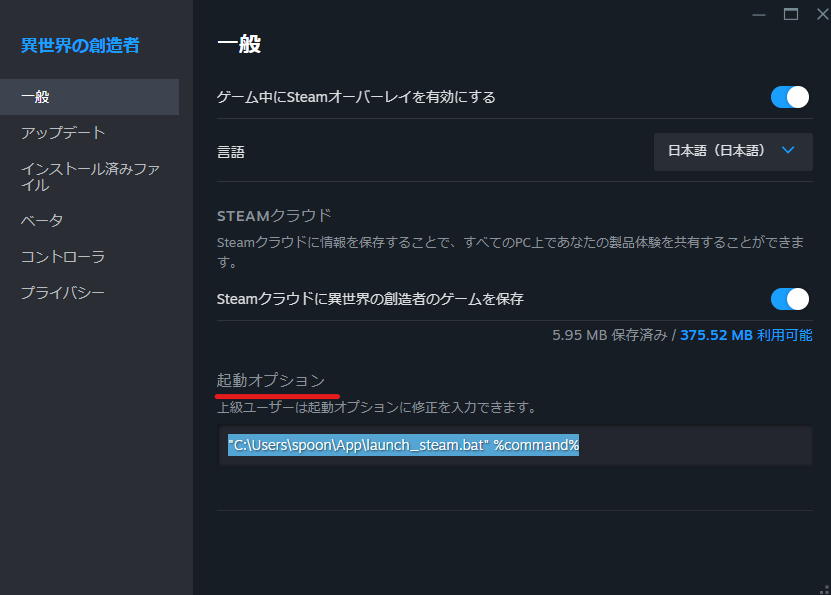 異世界の創造者
一般
アップデート
インストール済みファ
イル
ベータ
コントローラ
プライバシー
一般
ゲーム中にSteamオーバーレイを有効にする
言語
日本語（日本語）
STEAMクラウド
Steamクラウドに情報を保存することで、すべてのPC上であなたの製品体験を共有することができま
す。
Steamクラウドに異世界の創造者のゲームを保存
5.95 MB 保存済み / 375.52 MB 利用可能
起動オプション
上級ユーザーは起動オプションに修正を入力できます。
"C:\Users\spoon\App\launch_steam.bat" %command%